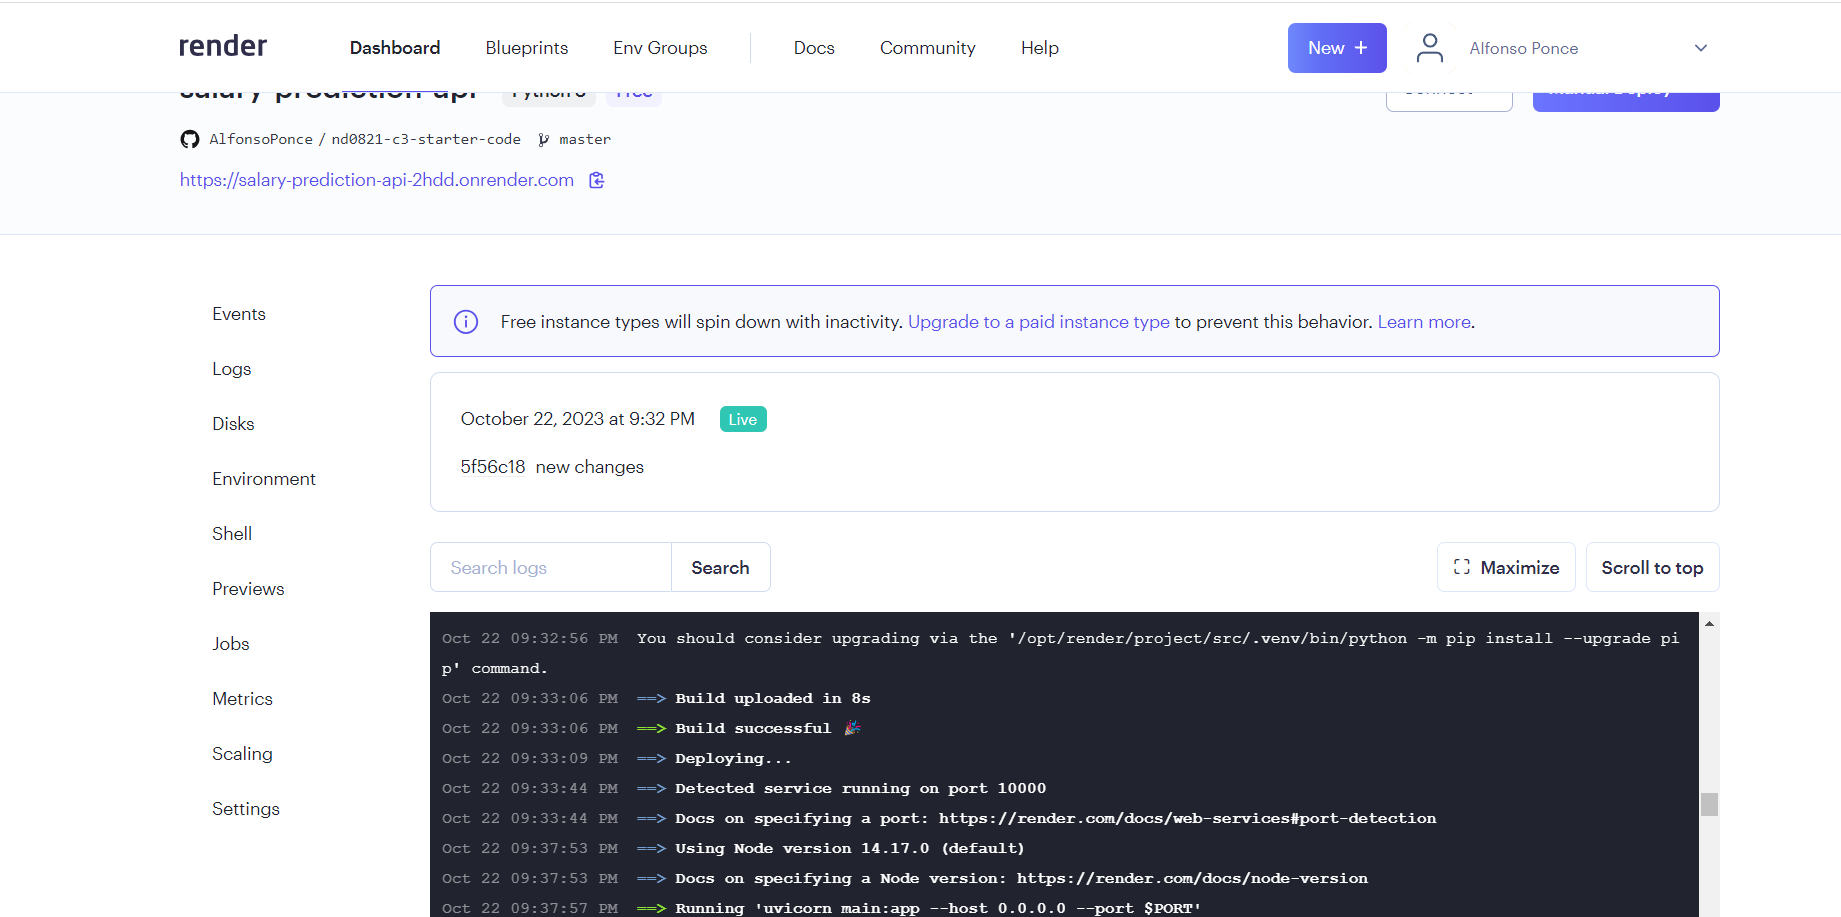 render
Dashboard
Blueprints
Env Groups
Docs
Community
Help
New +
Alfonso Ponce
salary-prediction-api
Python 3
Free
Connect
Manual Deploy
AlfonsoPonce / nd0821-c3-starter-code
master
https://salary-prediction-api-2hdd.onrender.com
Events
Logs
Disks
Environment
Shell
Previews
Jobs
Metrics
Scaling
Settings
Free instance types will spin down with inactivity. Upgrade to a paid instance type to prevent this behavior. Learn more.
October 22, 2023 at 9:32 PM
Live
5f56c18 new changes
Search logs
Search
Maximize
Scroll to top
Oct 22 09:32:56 PM You should consider upgrading via the '/opt/render/project/src/.venv/bin/python -m pip install --upgrade pi
p' command.
Oct 22 09:33:06 PM ==> Build uploaded in 8s
Oct 22 09:33:06 PM ==> Build successful 🎉
Oct 22 09:33:09 PM ==> Deploying...
Oct 22 09:33:44 PM ==> Detected service running on port 10000
Oct 22 09:33:44 PM ==> Docs on specifying a port: https://render.com/docs/web-services#port-detection
Oct 22 09:37:53 PM ==> Using Node version 14.17.0 (default)
Oct 22 09:37:53 PM ==> Docs on specifying a Node version: https://render.com/docs/node-version
Oct 22 09:37:57 PM ==> Running 'uvicorn main:app --host 0.0.0.0 --port $PORT'